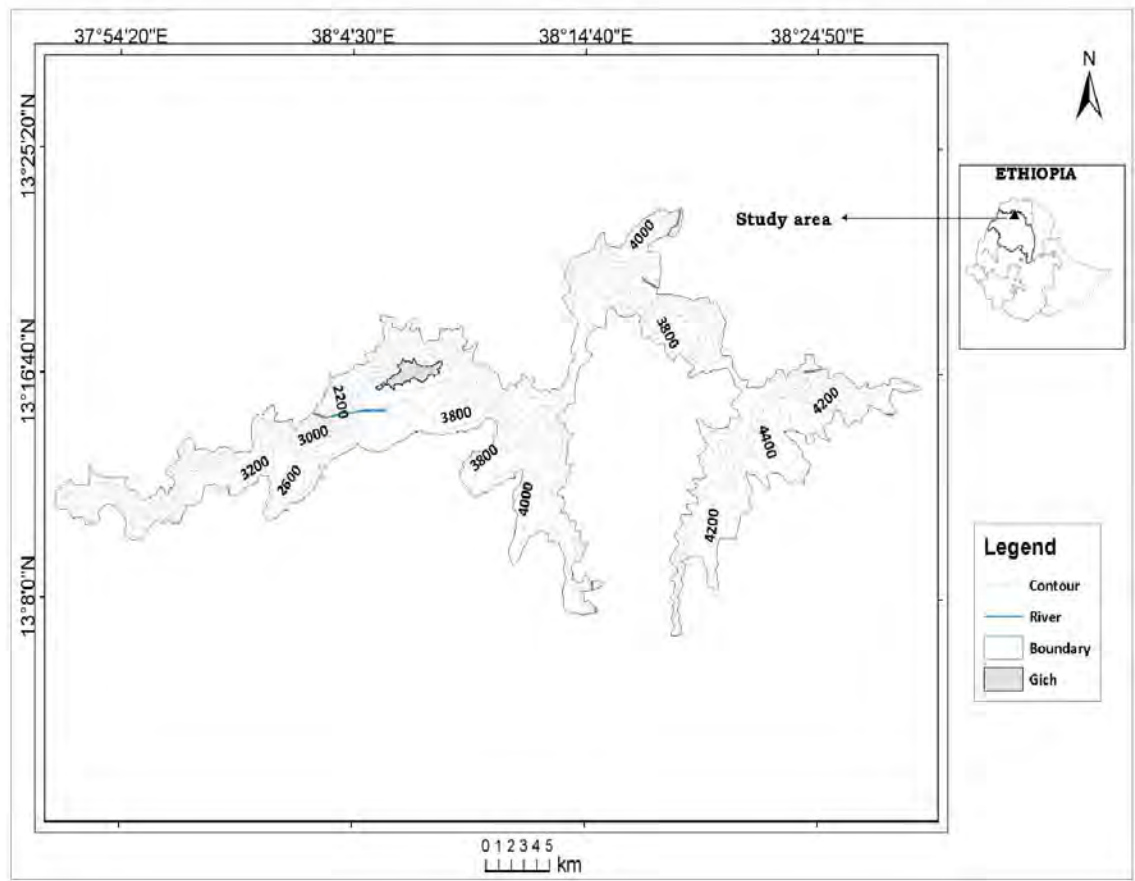 37°54'20"E
38°4'30"E
38°14'40"E
38°24'50"E
N
13°25'20"N
ETHIOPIA
Study area
4000
3800
13°16'40"N
2200
3800
4200
3000
4400
3200
3800
2600
4000
4200
Legend
Contour
13°8'0"N
River
Boundary
Gich
0 1 2 3 4 5
km